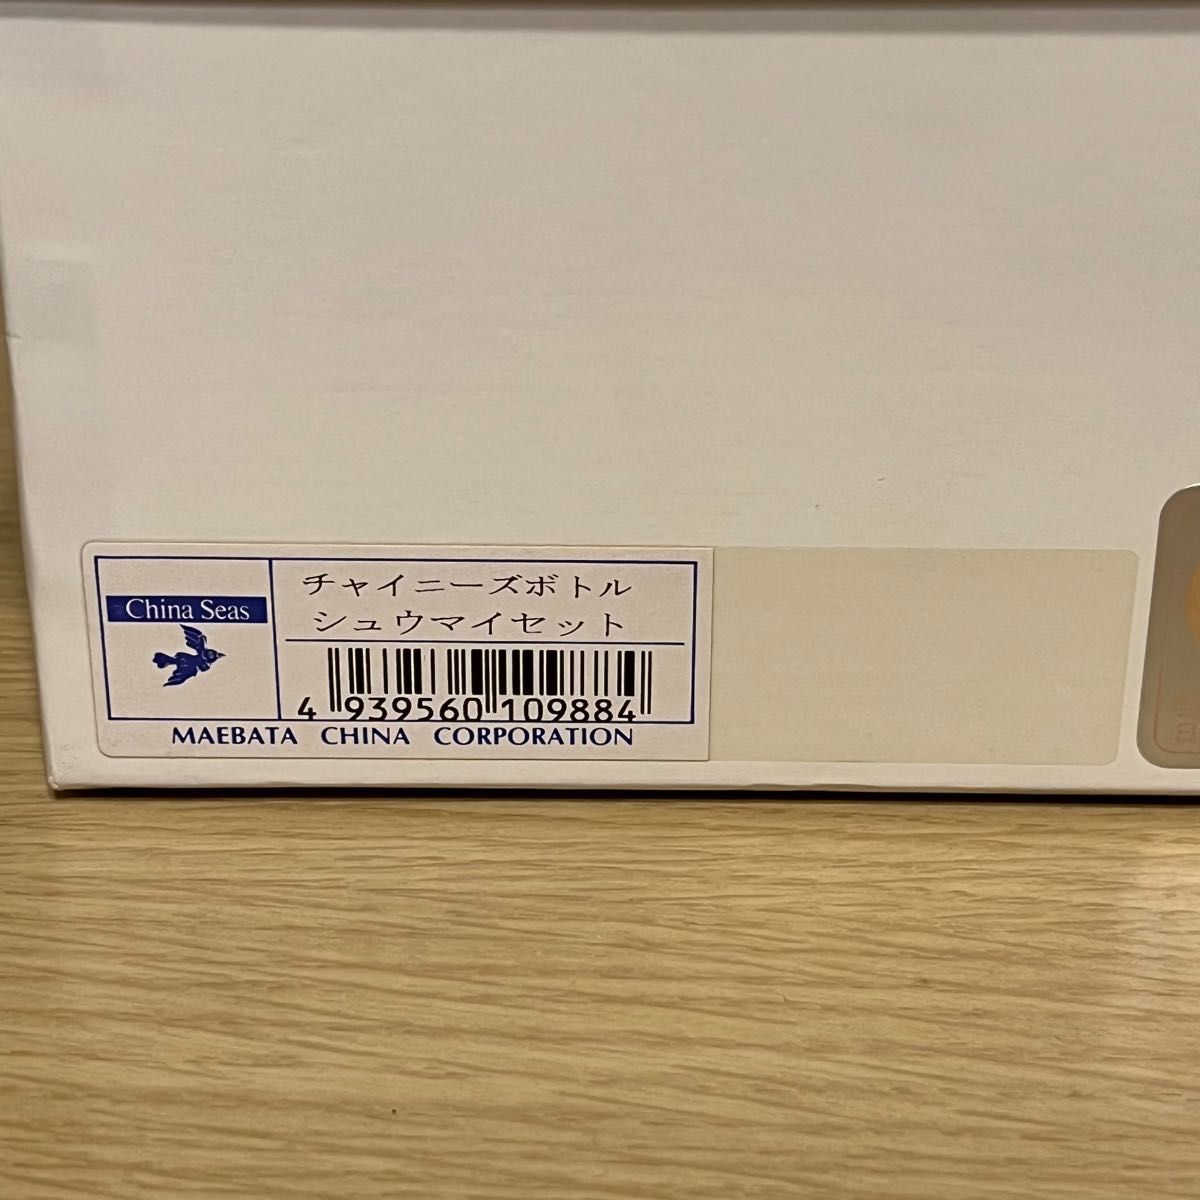 China Seas
チャイニーズボトル
シュウマイセット
4 939560 109884
MAEBATA CHINA CORPORATION